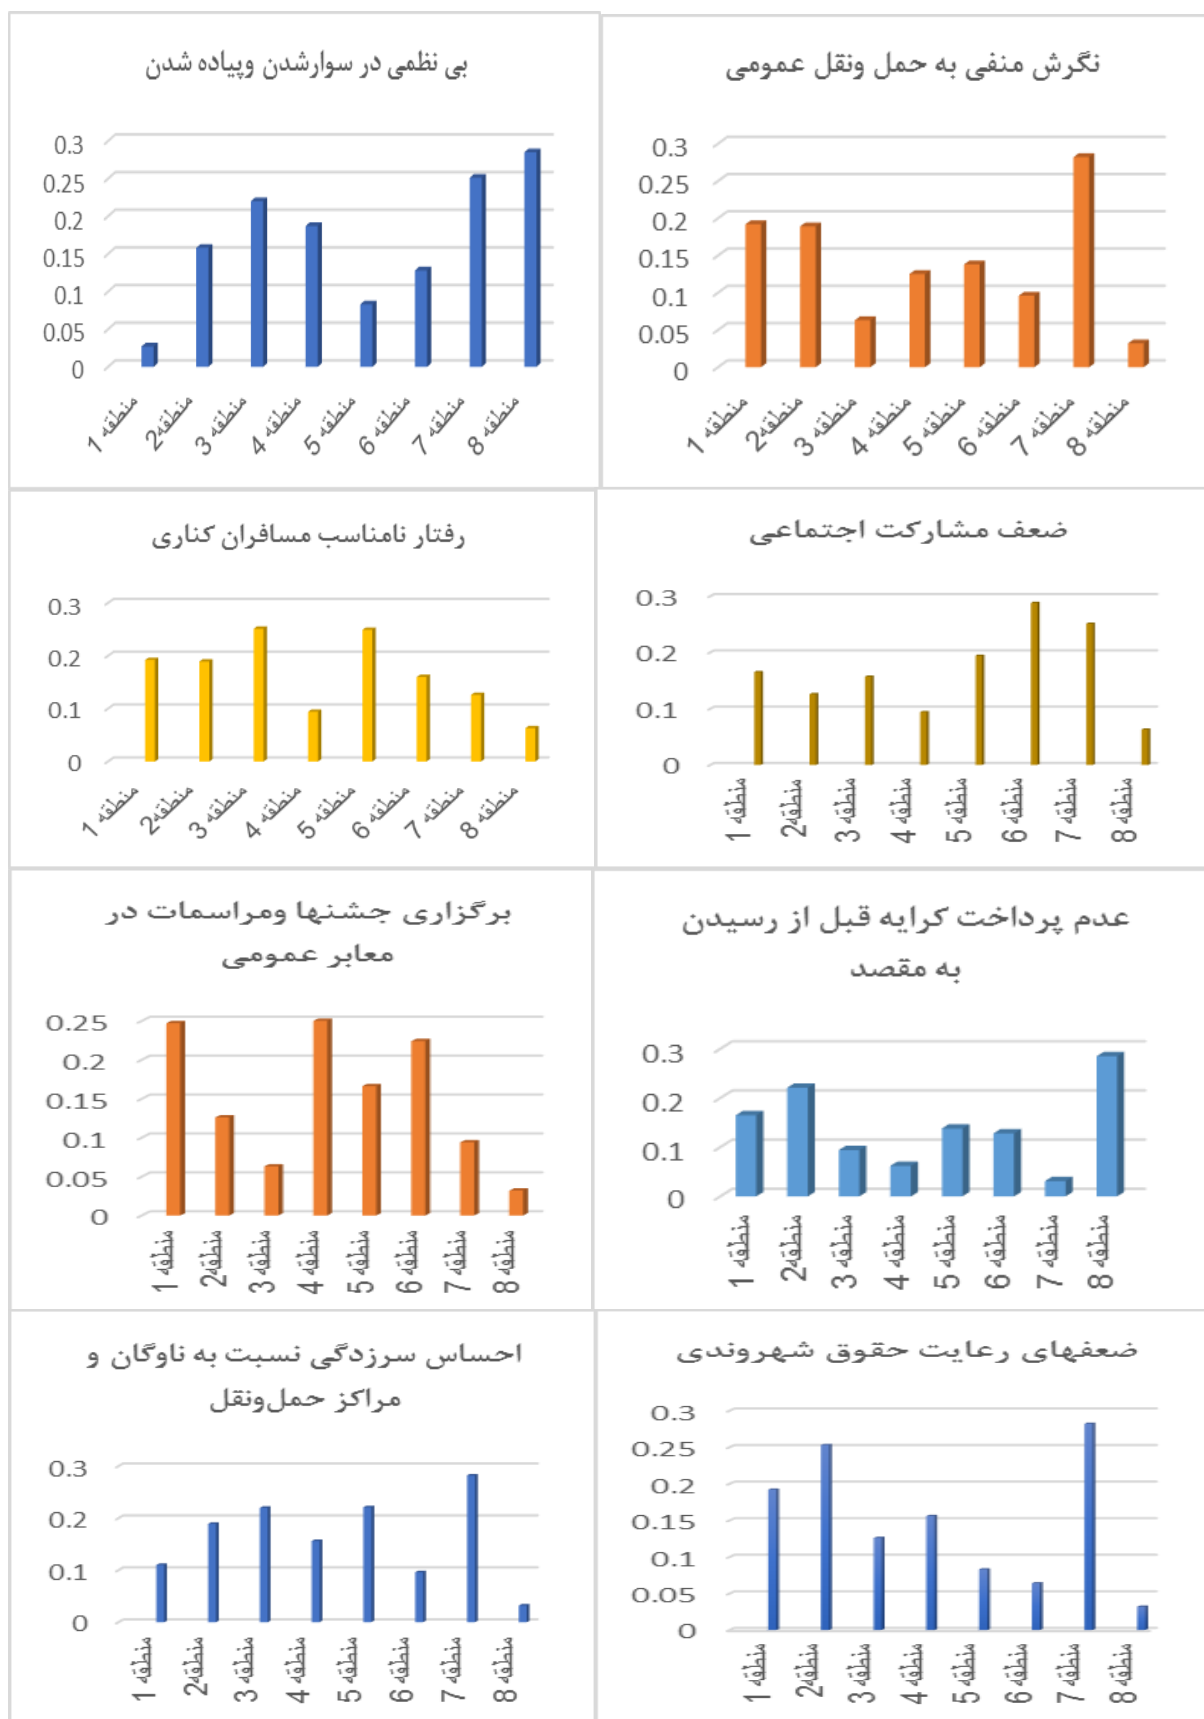 بی نظمی در سوارشدن وپیاده شدن
0.3
0.25
0.2
0.15
0.1
0.05
0
منطقه 1
منطقه2
منطقه 3
منطقه 4
منطقه 5
منطقه 6
منطقه 7
منطقه 8
نگرش منفی به حمل ونقل عمومی
0.3
0.25
0.2
0.15
0.1
0.05
0
منطقه 1
منطقه2
منطقه 3
منطقه 4
منطقه 5
منطقه 6
منطقه 7
منطقه 8
رفتار نامناسب مسافران کناری
0.3
0.2
0.1
0
منطقه 1
منطقه2
منطقه 3
منطقه 4
منطقه 5
منطقه 6
منطقه 7
منطقه 8
ضعف مشارکت اجتماعی
0.3
0.2
0.1
0
منطقه 1
منطقه2
منطقه 3
منطقه 4
منطقه 5
منطقه 6
منطقه 7
منطقه 8
برگزاری جشنها ومراسمات در
معابر عمومی
0.25
0.2
0.15
0.1
0.05
0
منطقه 1
منطقه2
منطقه 3
منطقه 4
منطقه 5
منطقه 6
منطقه 7
منطقه 8
عدم پرداخت کرایه قبل از رسیدن
به مقصد
0.3
0.2
0.1
0
منطقه 1
منطقه2
منطقه 3
منطقه 4
منطقه 5
منطقه 6
منطقه 7
منطقه 8
احساس سرزدگی نسبت به ناوگان و
مراکز حمل‌ونقل
0.3
0.2
0.1
0
منطقه 1
منطقه2
منطقه 3
منطقه 4
منطقه 5
منطقه 6
منطقه 7
منطقه 8
ضعفهای رعایت حقوق شهروندی
0.3
0.25
0.2
0.15
0.1
0.05
0
منطقه 1
منطقه2
منطقه 3
منطقه 4
منطقه 5
منطقه 6
منطقه 7
منطقه 8